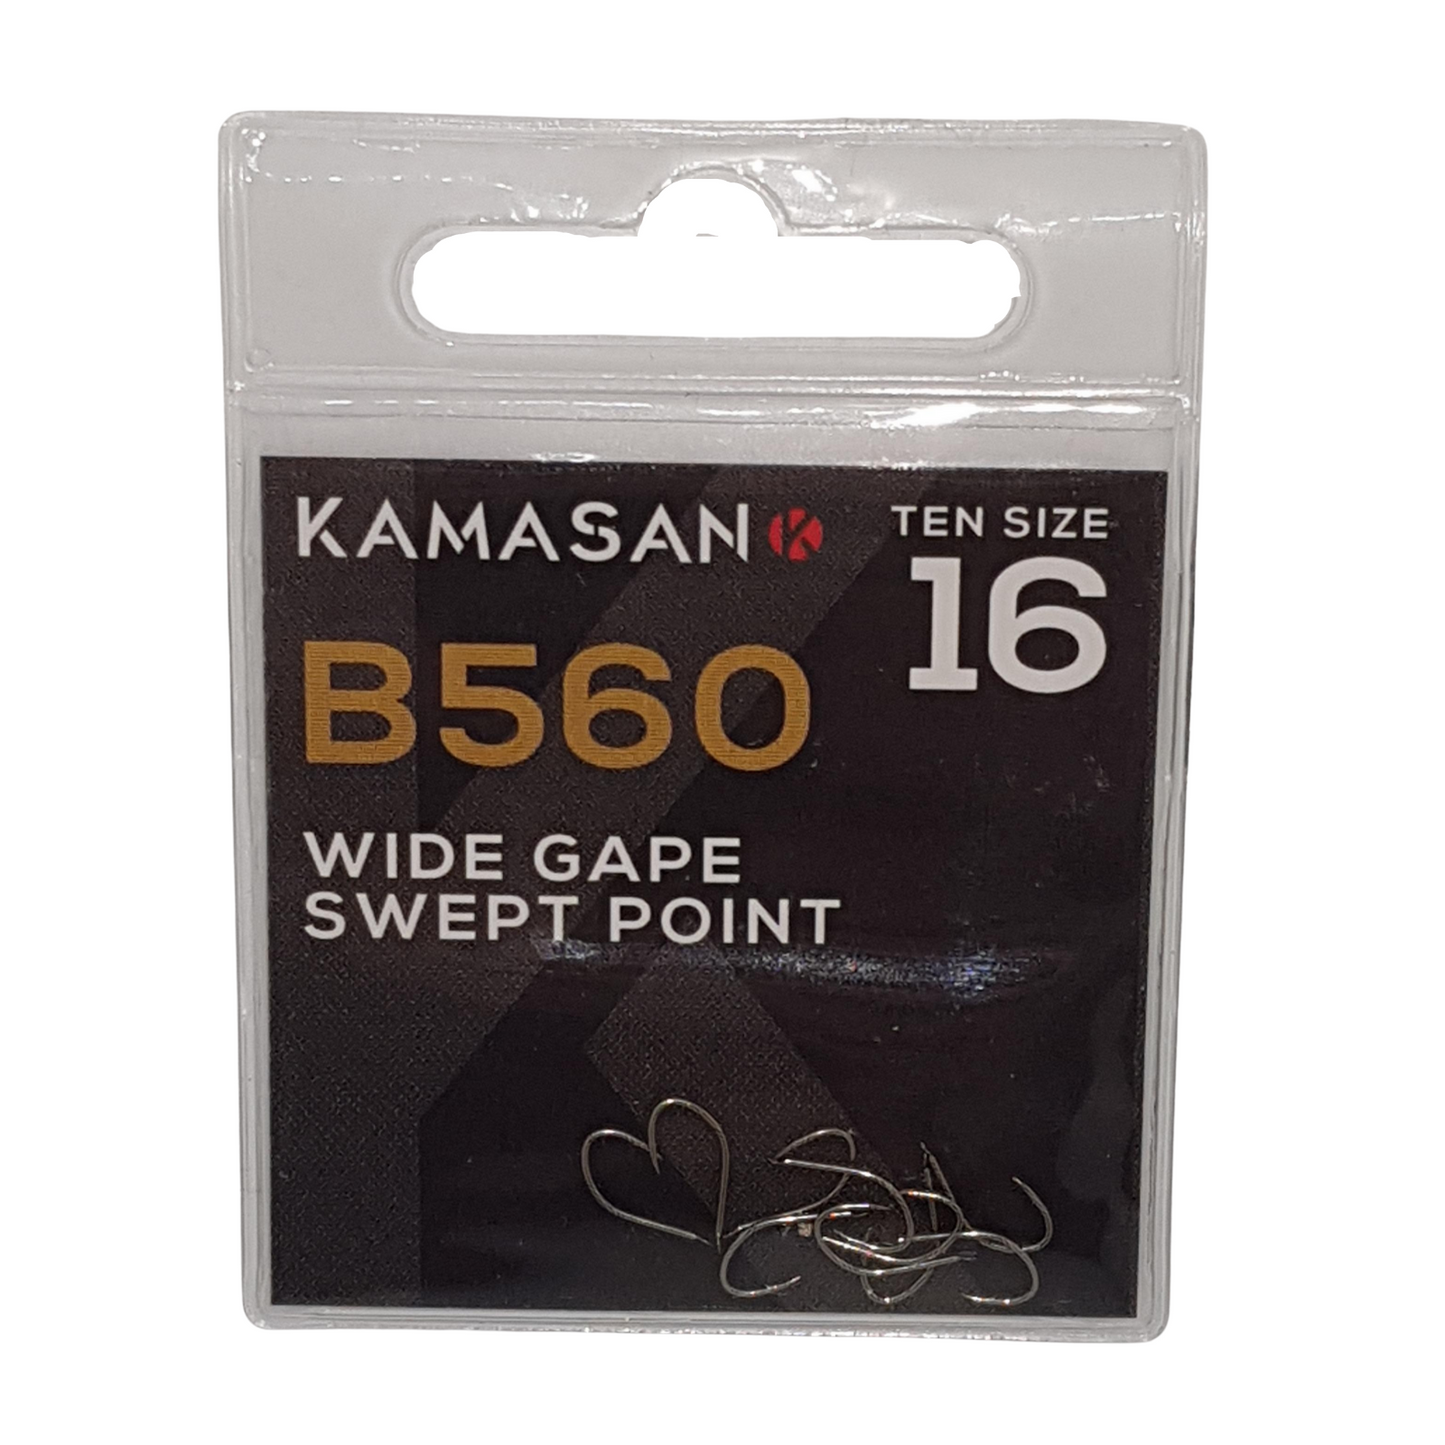 KAMASAN
TEN SIZE
16
B560
WIDE GAPE
SWEPT POINT